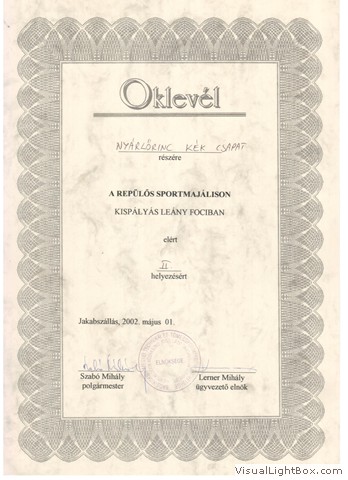 Oklevél
NYÁRLŐRINC KÉK CSAPAT
részére
A REPÜLŐS SPORTMAJÁLISON
KISPÁLYÁS LEÁNY FOCIBAN
elért
II
helyezésért
Jakabszállás, 2002. május 01.
Szabó Mihály
polgármester
Lerner Mihály
ügyvezető elnök
VisualLightBox.com